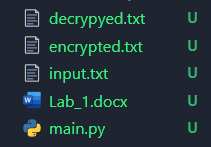 decrypyed.txt U
encrypted.txt U
input.txt U
Lab_1.docx U
main.py U